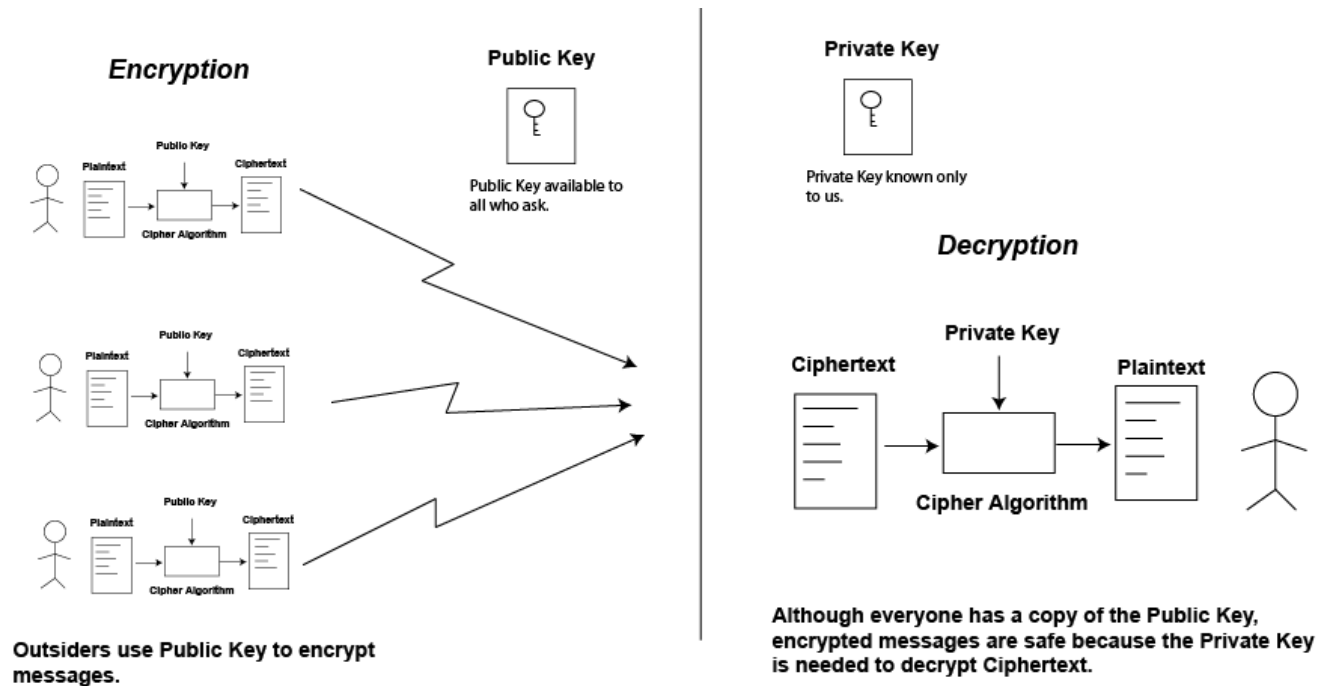 Encryption
Public Key
Public Key available to
all who ask.
Public Key
Plaintext
Ciphertext
Cipher Algorithm
Public Key
Plaintext
Ciphertext
Cipher Algorithm
Public Key
Plaintext
Ciphertext
Cipher Algorithm
Outsiders use Public Key to encrypt
messages.
Private Key
Private Key known only
to us.
Decryption
Private Key
Ciphertext
Plaintext
Cipher Algorithm
Although everyone has a copy of the Public Key,
encrypted messages are safe because the Private Key
is needed to decrypt Ciphertext.